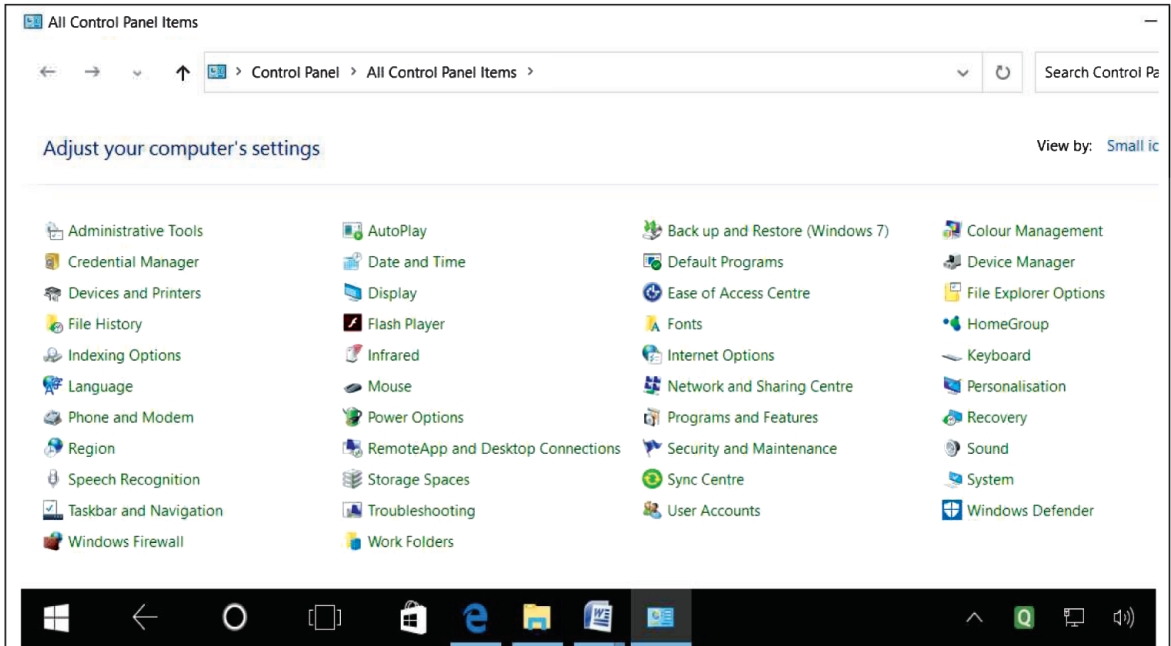 All Control Panel Items
Control Panel > All Control Panel Items >
Search Control Pa
Adjust your computer's settings
View by: Small ic
Administrative Tools
AutoPlay
Back up and Restore (Windows 7)
Colour Management
Credential Manager
Date and Time
Default Programs
Device Manager
Devices and Printers
Display
Ease of Access Centre
File Explorer Options
File History
Flash Player
Fonts
HomeGroup
Indexing Options
Infrared
Internet Options
Keyboard
Language
Mouse
Network and Sharing Centre
Personalisation
Phone and Modem
Power Options
Programs and Features
Recovery
Region
RemoteApp and Desktop Connections
Security and Maintenance
Sound
Speech Recognition
Storage Spaces
Sync Centre
System
Taskbar and Navigation
Troubleshooting
User Accounts
Windows Defender
Windows Firewall
Work Folders